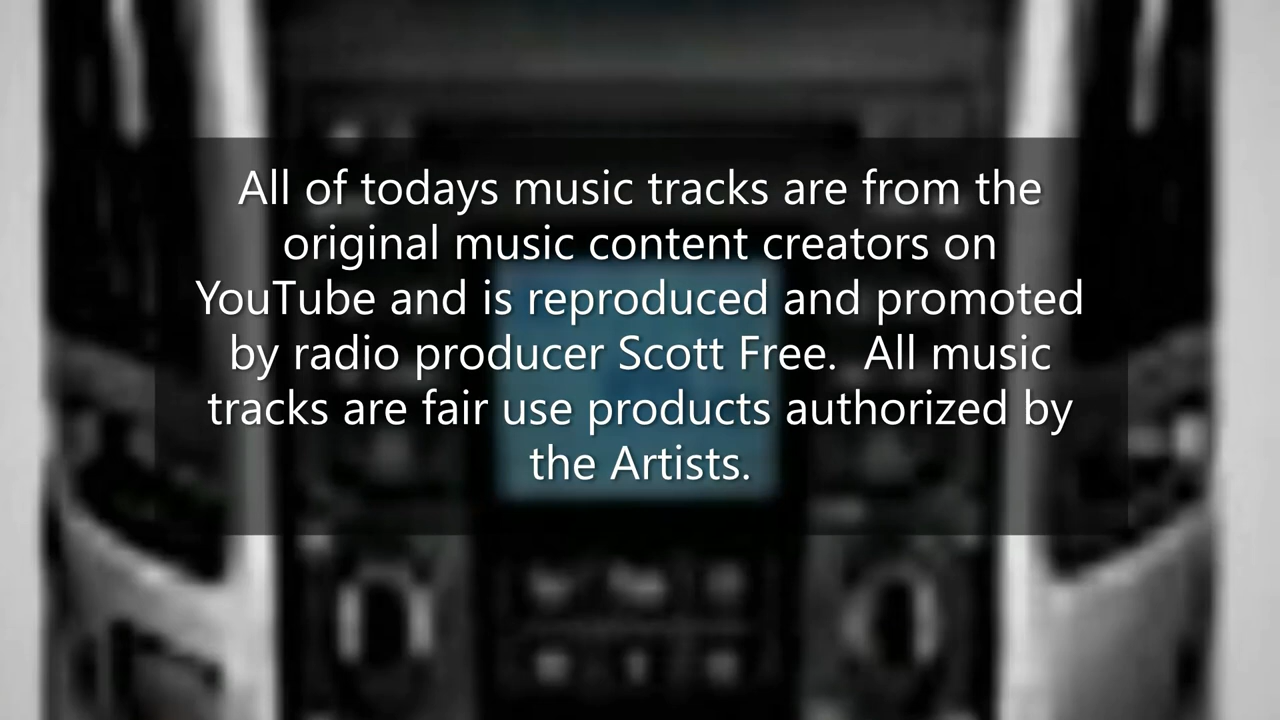 All of todays music tracks are from the
original music content creators on
YouTube and is reproduced and promoted
by radio producer Scott Free.  All music
tracks are fair use products authorized by
the Artists.